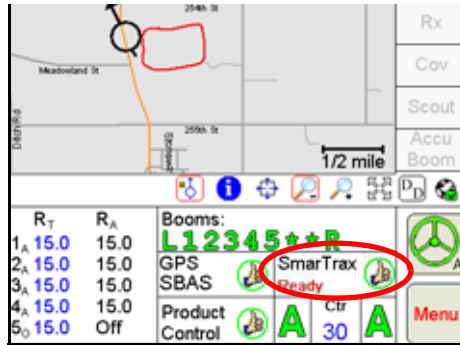 254th St
Rx
Meadowland St
Cov
Scout
Ditch Rd
255th St
1/2 mile
Accu
Boom
DD
RT RA
1A 15.0 15.0
2A 15.0 15.0
3A 15.0 15.0
4A 15.0 15.0
5O 15.0 Off
Booms:
L12345**R
GPS
SBAS
SmarTrax
Ready
Product
Control
A
Ctr
30
A
A
Menu